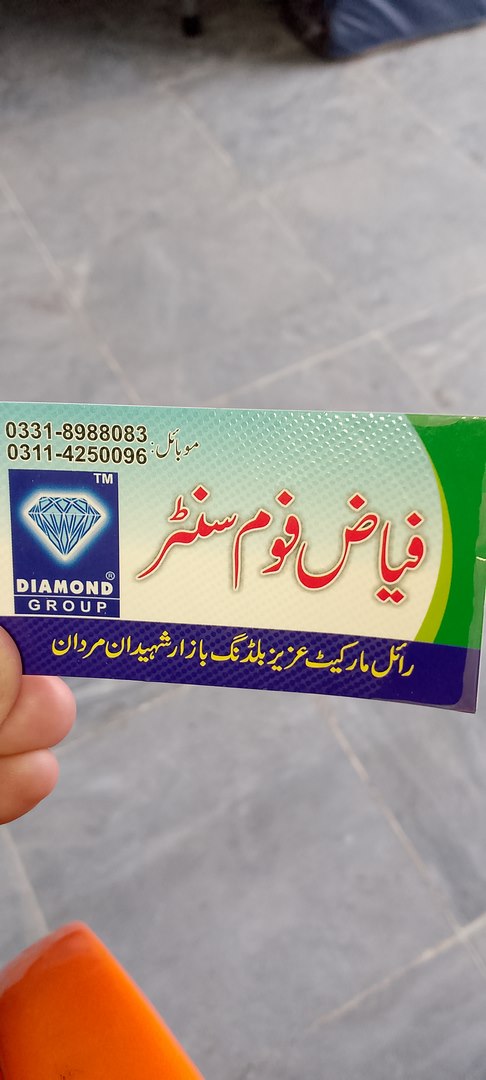 0331-8988083
0311-4250096
موبائل:
TM
DIAMOND®
GROUP
فیاض فوم سنٹر
رائل مارکیٹ عزیز بلڈنگ بازار شہیدان مردان